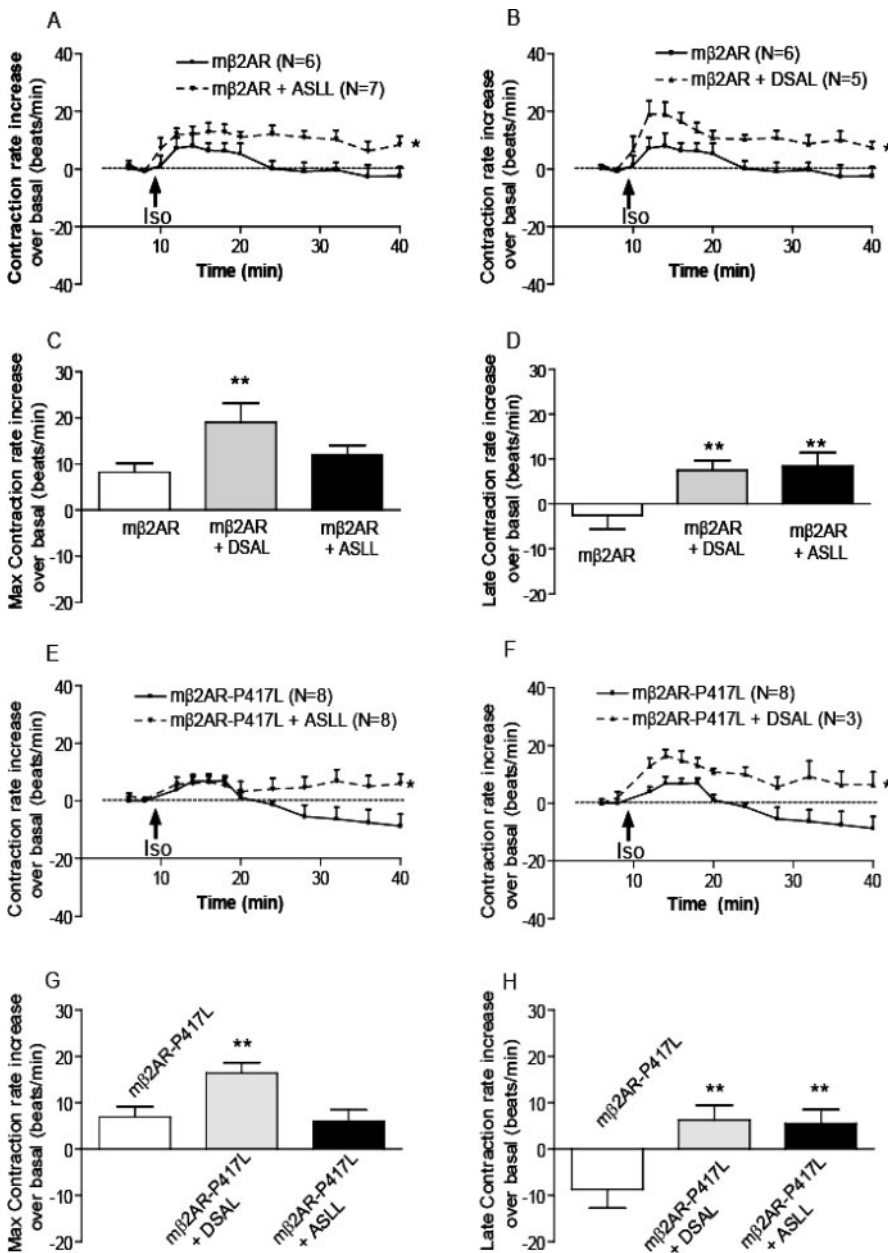 A
Contraction rate increase
over basal (beats/min)
40
20
0
-20
-40
mβ2AR (N=6)
mβ2AR + ASLL (N=7)
*
Iso
10
20
30
40
Time (min)
B
Contraction rate increase
over basal (beats/min)
40
20
0
-20
-40
mβ2AR (N=6)
mβ2AR + DSAL (N=5)
*
Iso
10
20
30
40
Time (min)
C
Max Contraction rate increase
over basal (beats/min)
30
20
10
0
-10
-20
**
mβ2AR
mβ2AR
+ DSAL
mβ2AR
+ ASLL
D
Late Contraction rate increase
over basal (beats/min)
30
20
10
0
-10
-20
**
**
mβ2AR
mβ2AR
+ DSAL
mβ2AR
+ ASLL
E
Contraction rate increase
over basal (beats/min)
40
20
0
-20
-40
mβ2AR-P417L (N=8)
mβ2AR-P417L + ASLL (N=8)
*
Iso
10
20
30
40
Time (min)
F
Contraction rate increase
over basal (beats/min)
40
20
0
-20
-40
mβ2AR-P417L (N=8)
mβ2AR-P417L + DSAL (N=3)
*
Iso
10
20
30
40
Time (min)
G
Max Contraction rate increase
over basal (beats/min)
30
20
10
0
-10
-20
mβ2AR-P417L
**
mβ2AR-P417L
+ DSAL
mβ2AR-P417L
+ ASLL
H
Late Contraction rate increase
over basal (beats/min)
30
20
10
0
-10
-20
mβ2AR-P417L
**
**
mβ2AR-P417L
+ DSAL
mβ2AR-P417L
+ ASLL